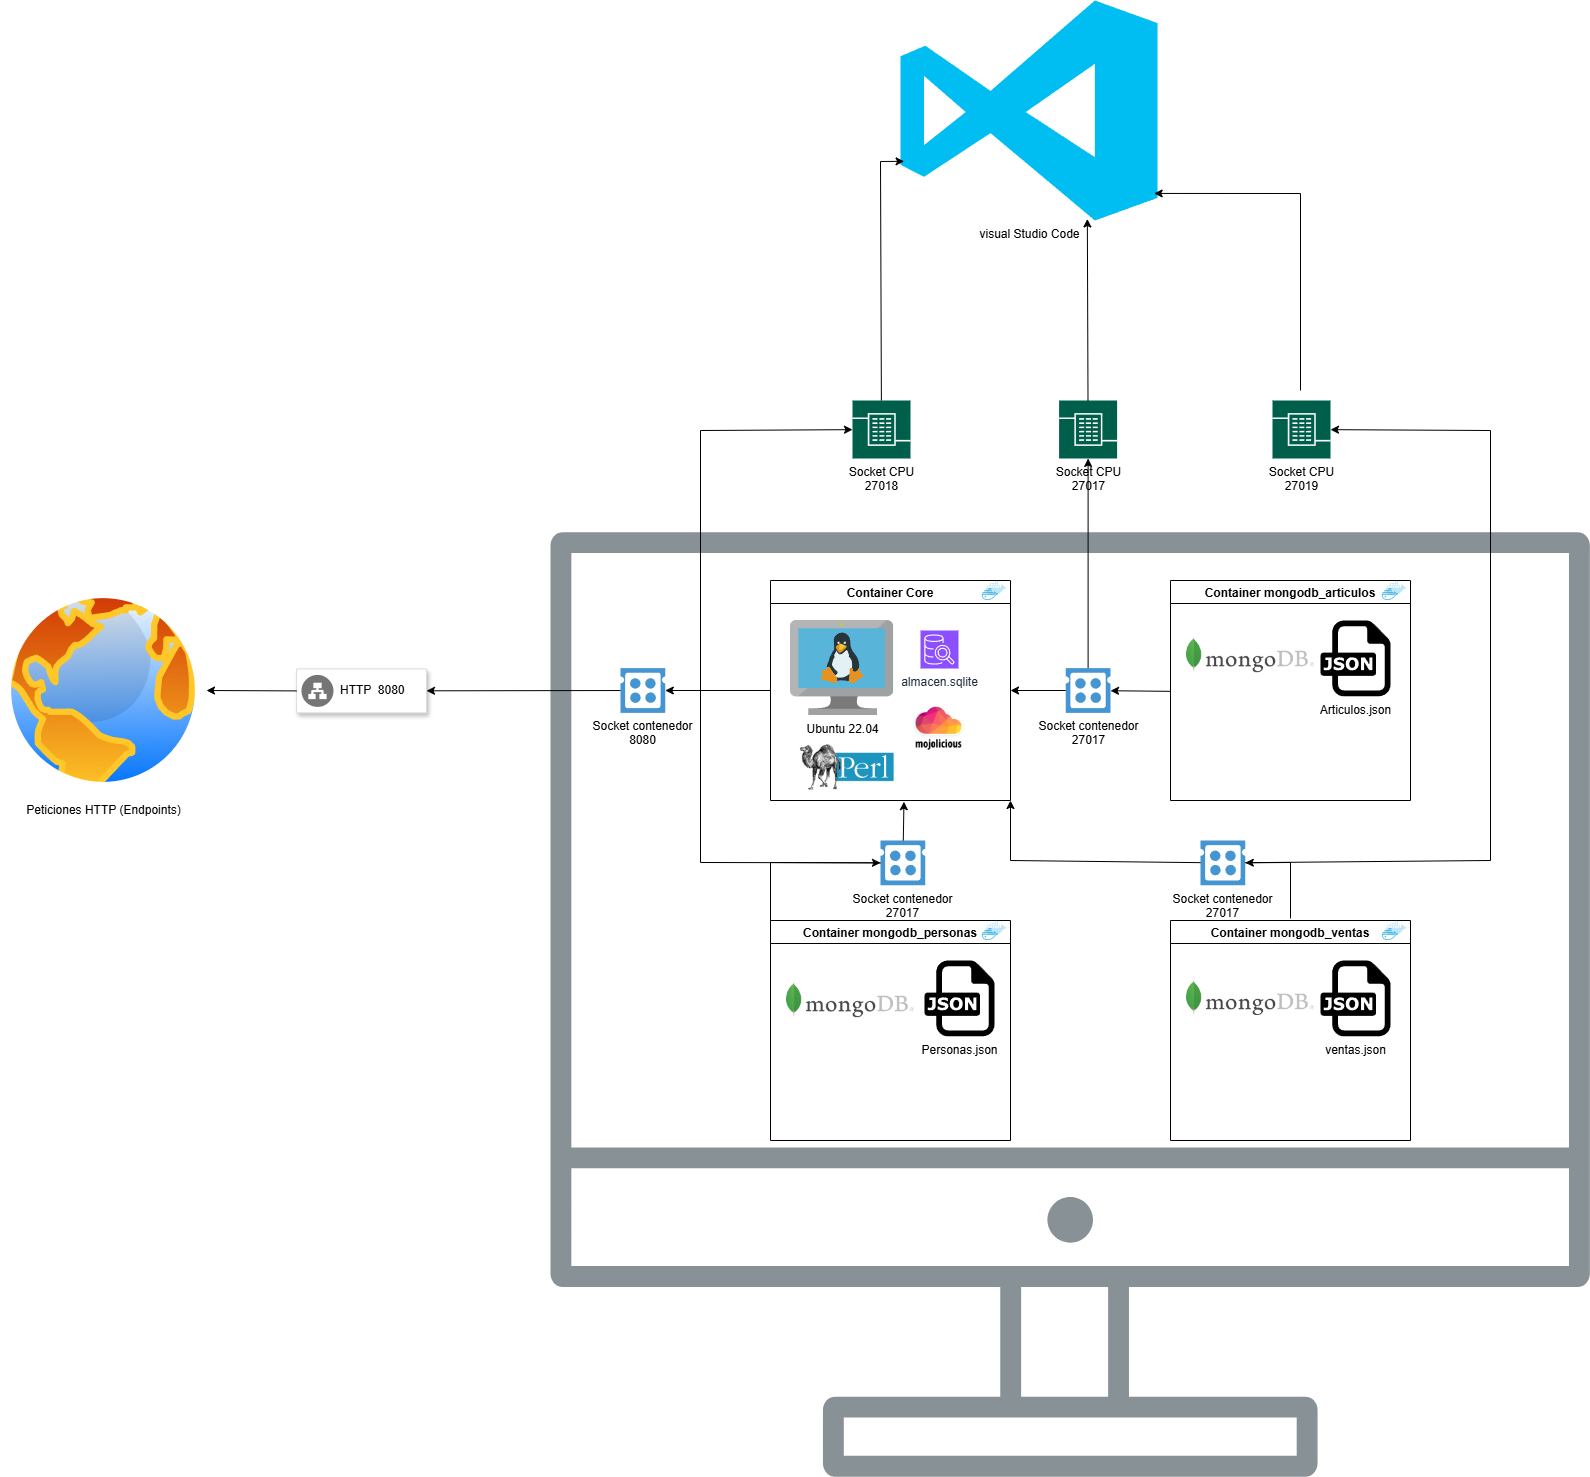 visual Studio Code
Socket CPU
27018
Socket CPU
27017
Socket CPU
27019
Container Core
Container mongodb_articulos
almacen.sqlite
Ubuntu 22.04
mojolicious
Perl
mongoDB
JSON
Articulos.json
HTTP 8080
Socket contenedor
8080
Socket contenedor
27017
Peticiones HTTP (Endpoints)
Socket contenedor
27017
Socket contenedor
27017
Container mongodb_personas
Container mongodb_ventas
mongoDB
JSON
Personas.json
mongoDB
JSON
ventas.json